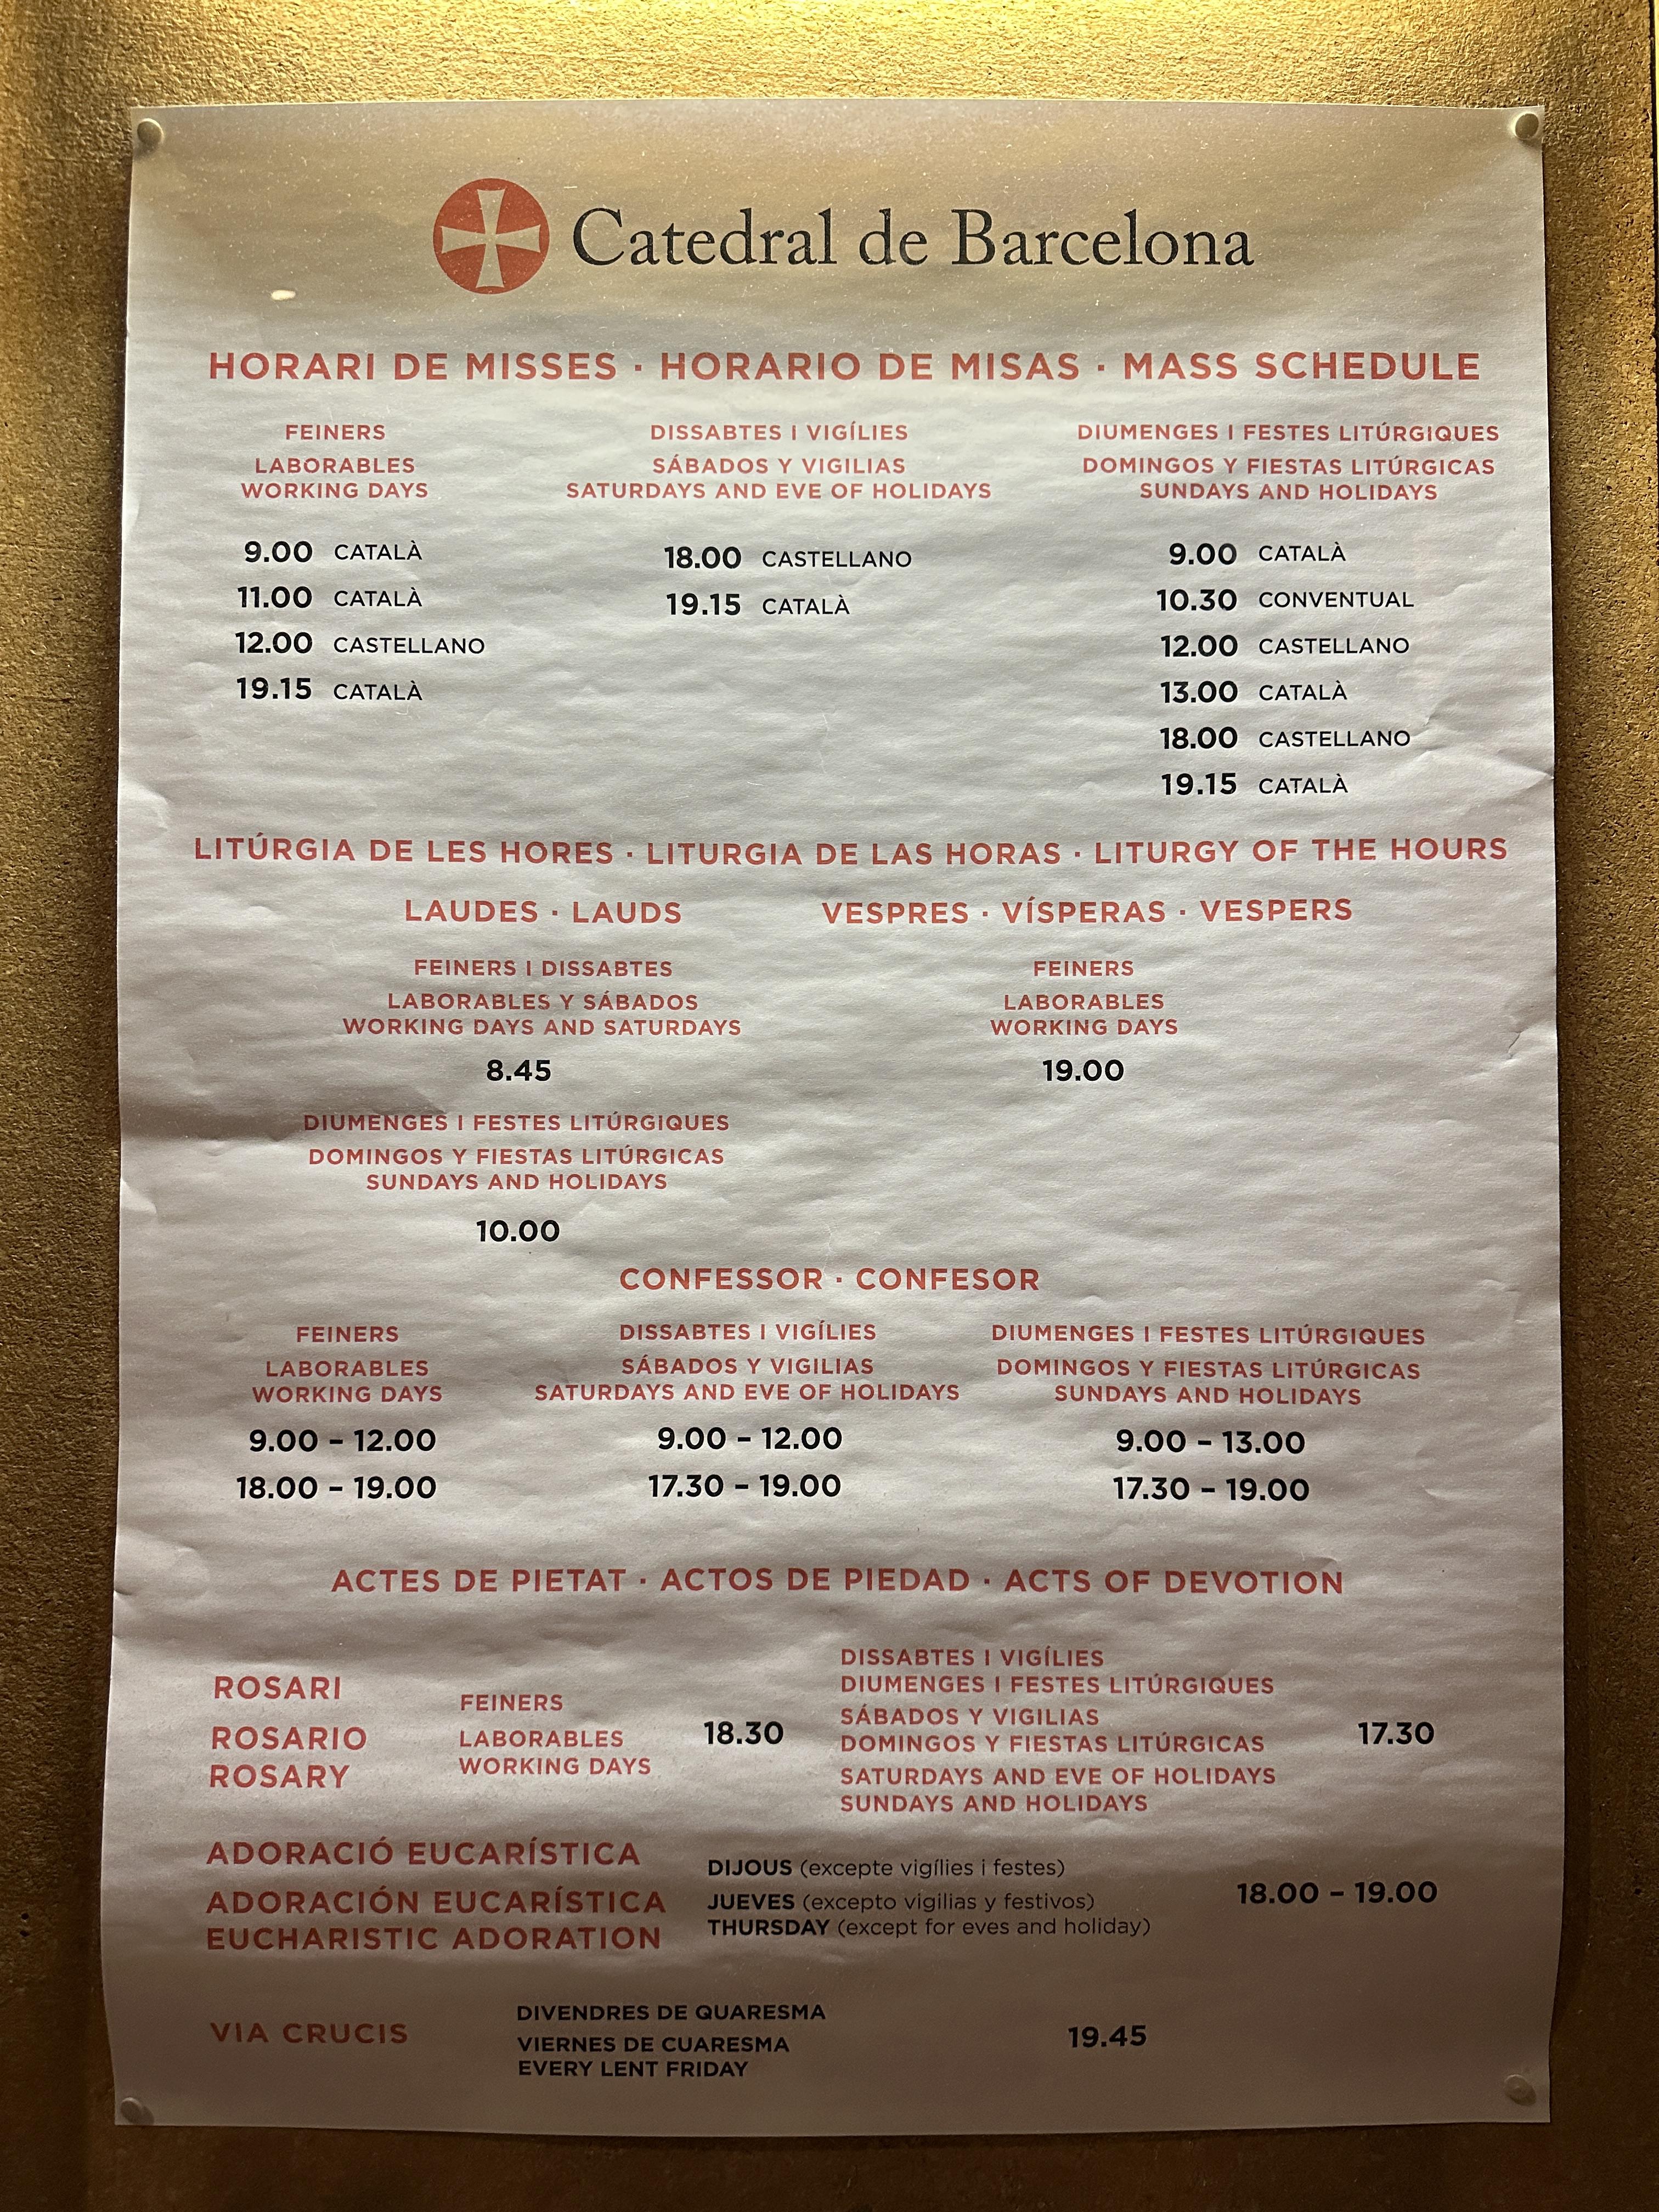 Catedral de Barcelona
HORARI DE MISSES · HORARIO DE MISAS · MASS SCHEDULE
FEINERS
LABORABLES
WORKING DAYS
9.00 CATALÀ
11.00 CATALÀ
12.00 CASTELLANO
19.15 CATALÀ
DISSABTES I VIGÍLIES
SÁBADOS Y VIGILIAS
SATURDAYS AND EVE OF HOLIDAYS
18.00 CASTELLANO
19.15 CATALÀ
DIUMENGES I FESTES LITÚRGIQUES
DOMINGOS Y FIESTAS LITÚRGICAS
SUNDAYS AND HOLIDAYS
9.00 CATALÀ
10.30 CONVENTUAL
12.00 CASTELLANO
13.00 CATALÀ
18.00 CASTELLANO
19.15 CATALÀ
LITÚRGIA DE LES HORES · LITURGIA DE LAS HORAS · LITURGY OF THE HOURS
LAUDES · LAUDS
FEINERS I DISSABTES
LABORABLES Y SÁBADOS
WORKING DAYS AND SATURDAYS
8.45
DIUMENGES I FESTES LITÚRGIQUES
DOMINGOS Y FIESTAS LITÚRGICAS
SUNDAYS AND HOLIDAYS
10.00
VESPRES · VÍSPERAS · VESPERS
FEINERS
LABORABLES
WORKING DAYS
19.00
CONFESSOR · CONFESOR
FEINERS
LABORABLES
WORKING DAYS
9.00 – 12.00
18.00 – 19.00
DISSABTES I VIGÍLIES
SÁBADOS Y VIGILIAS
SATURDAYS AND EVE OF HOLIDAYS
9.00 – 12.00
17.30 – 19.00
DIUMENGES I FESTES LITÚRGIQUES
DOMINGOS Y FIESTAS LITÚRGICAS
SUNDAYS AND HOLIDAYS
9.00 – 13.00
17.30 – 19.00
ACTES DE PIETAT · ACTOS DE PIEDAD · ACTS OF DEVOTION
ROSARI
ROSARIO
ROSARY
FEINERS
LABORABLES
WORKING DAYS
18.30
DISSABTES I VIGÍLIES
DIUMENGES I FESTES LITÚRGIQUES
SÁBADOS Y VIGILIAS
DOMINGOS Y FIESTAS LITÚRGICAS
SATURDAYS AND EVE OF HOLIDAYS
SUNDAYS AND HOLIDAYS
17.30
ADORACIÓ EUCARÍSTICA
ADORACIÓN EUCARÍSTICA
EUCHARISTIC ADORATION
DIJOUS (excepte vigílies i festes)
JUEVES (excepto vigilias y festivos)
THURSDAY (except for eves and holiday)
18.00 – 19.00
VIA CRUCIS
DIVENDRES DE QUARESMA
VIERNES DE CUARESMA
EVERY LENT FRIDAY
19.45